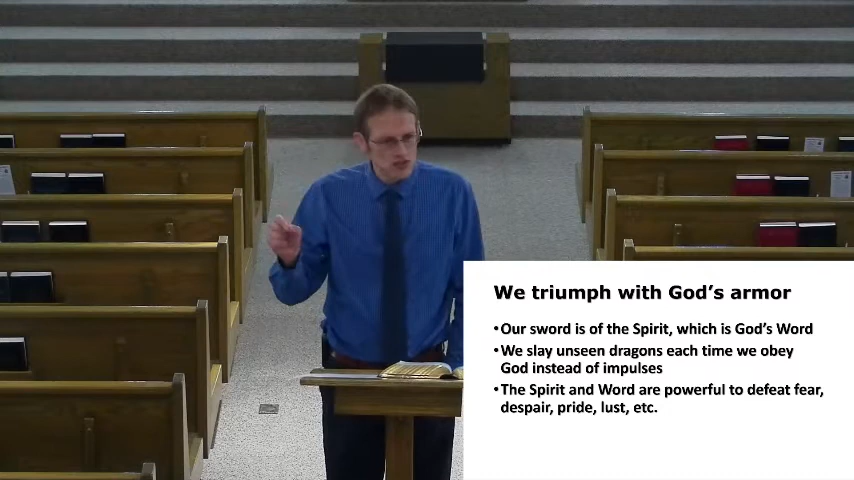 We triumph with God's armor
•Our sword is of the Spirit, which is God's Word
•We slay unseen dragons each time we obey
God instead of impulses
•The Spirit and Word are powerful to defeat fear,
despair, pride, lust, etc.